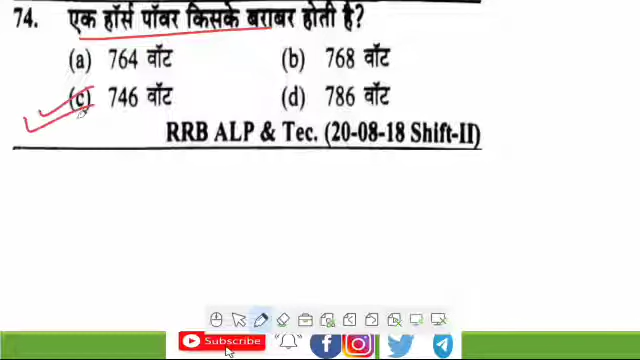 74. एक हॉर्स पॉवर किसके बराबर होती है?
(a) 764 वॉट (b) 768 वॉट
(c) 746 वॉट (d) 786 वॉट
RRB ALP & Tec. (20-08-18 Shift-II)
Subscribe